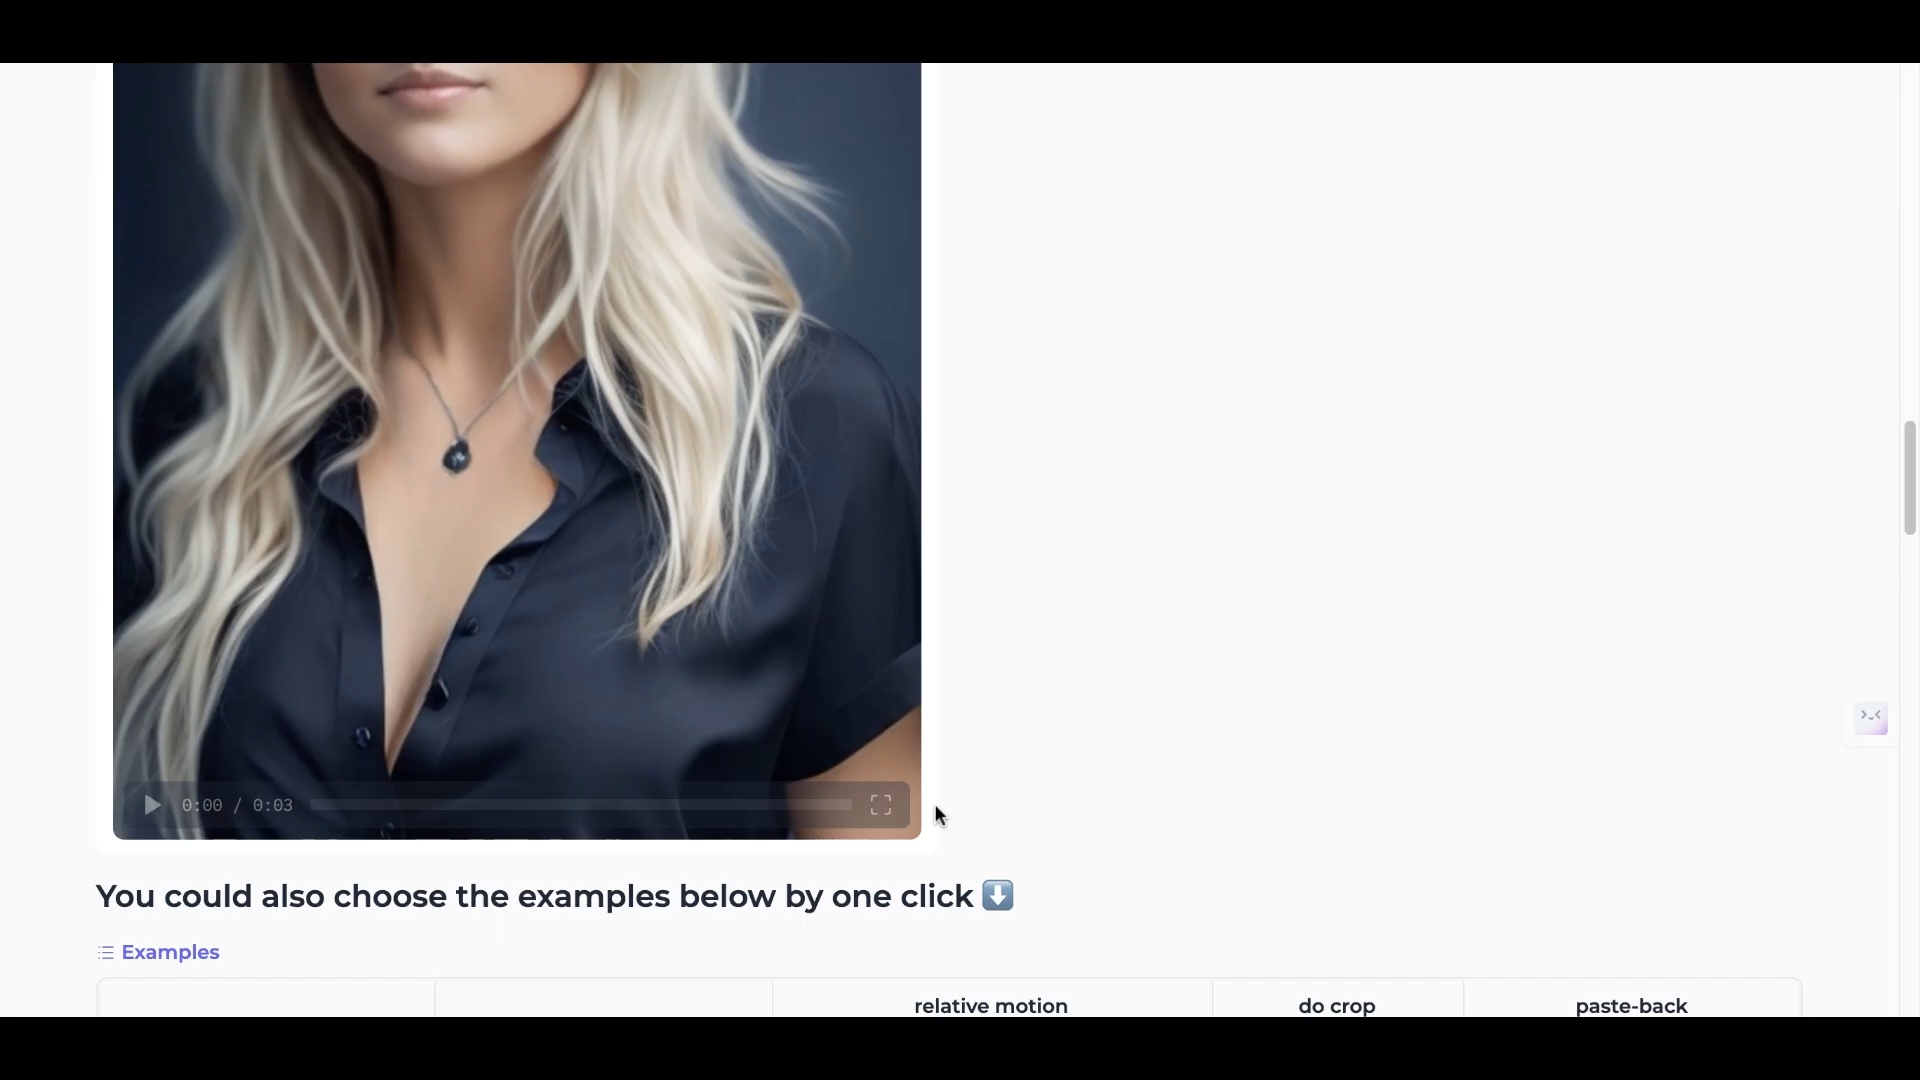 0:00 / 0:03
You could also choose the examples below by one click
Examples
relative motion
do crop
paste-back